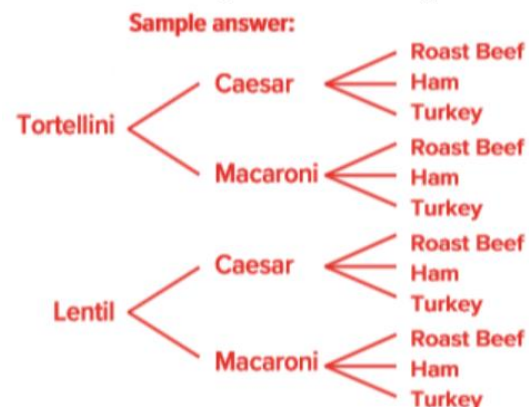 Sample answer:
Roast Beef
Caesar
Ham
Turkey
Tortellini
Roast Beef
Macaroni
Ham
Turkey
Roast Beef
Caesar
Ham
Turkey
Lentil
Roast Beef
Macaroni
Ham
Turkey